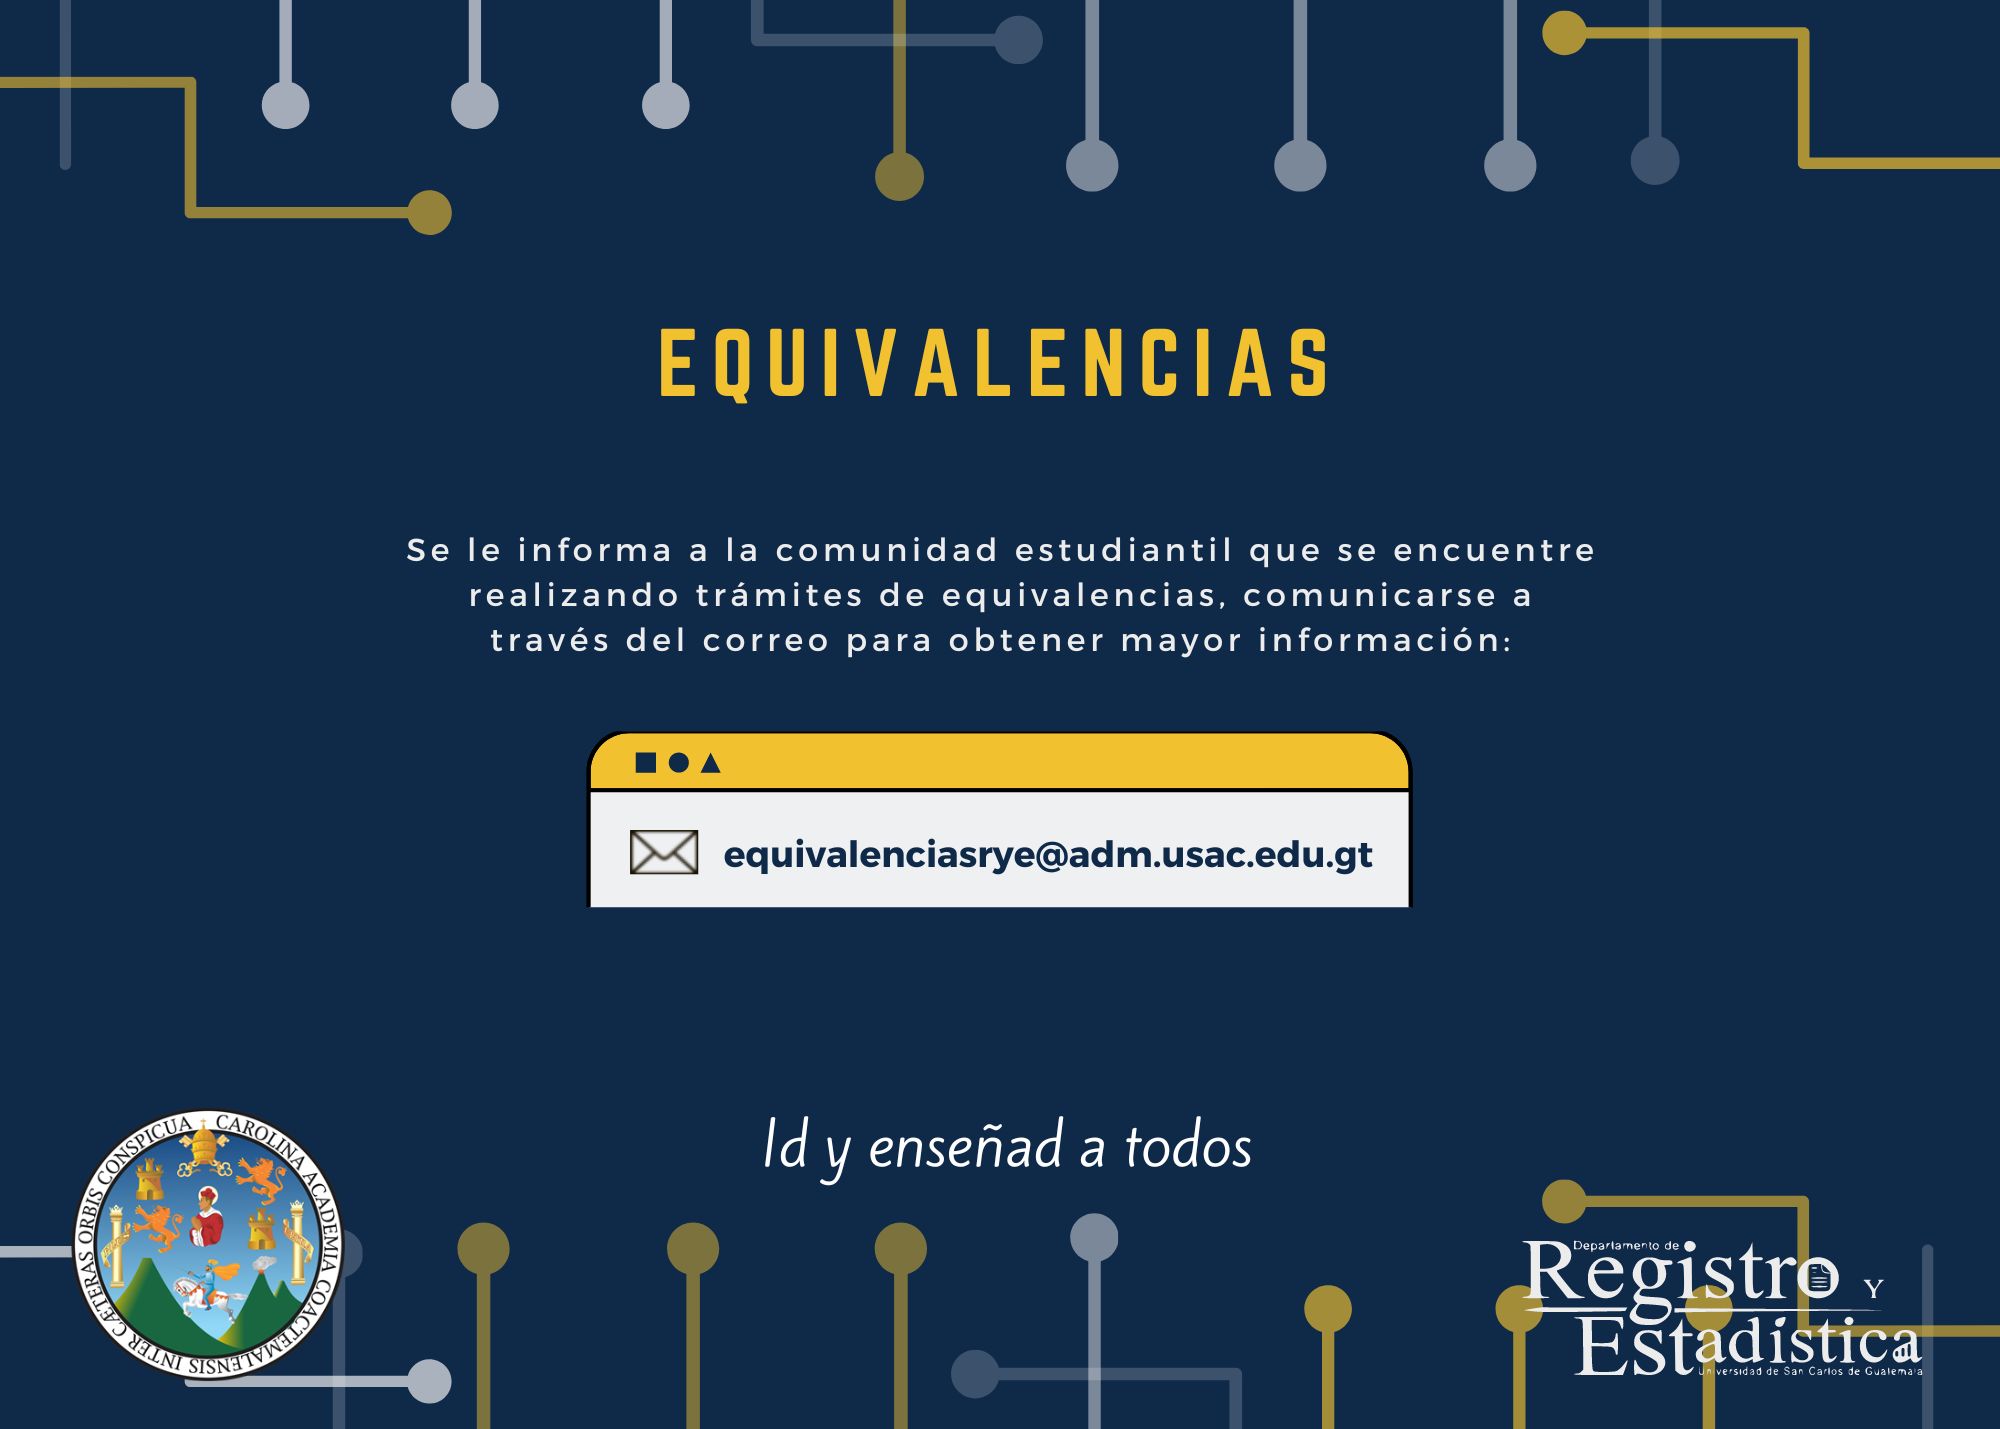 EQUIVALENCIAS
Se le informa a la comunidad estudiantil que se encuentre
realizando trámites de equivalencias, comunicarse a
través del correo para obtener mayor información:
equivalenciasrye@adm.usac.edu.gt
Id y enseñad a todos
CAROLINA ACADEMIA COACTEMALENSIS INTER CÆTERAS ORBIS CONSPICUA
Departamento de
Registro Y
Estadística
Universidad de San Carlos de Guatemala